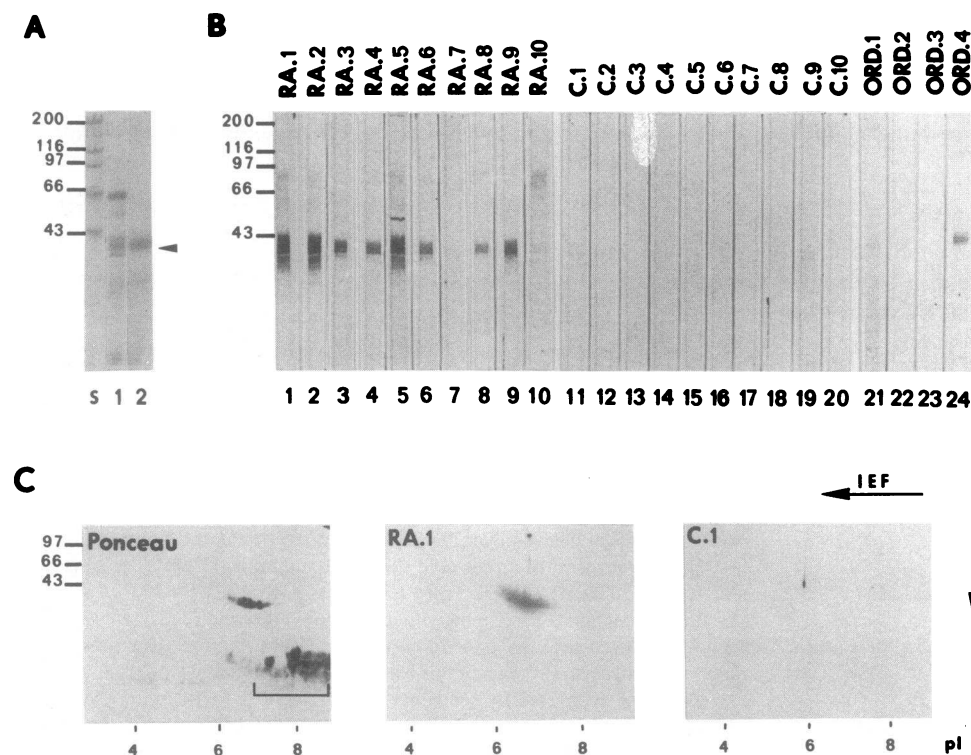 A
B
RA.1 RA.2 RA.3 RA.4 RA.5 RA.6 RA.7 RA.8 RA.9 RA.10 C.1 C.2 C.3 C.4 C.5 C.6 C.7 C.8 C.9 C.10 ORD.1 ORD.2 ORD.3 ORD.4
200
116
97
66
43
200
116
97
66
43
S 1 2
1 2 3 4 5 6 7 8 9 10 11 12 13 14 15 16 17 18 19 20 21 22 23 24
C
IEF
97
66
43
Ponceau
RA.1
C.1
4 6 8
4 6 8
4 6 8 pI